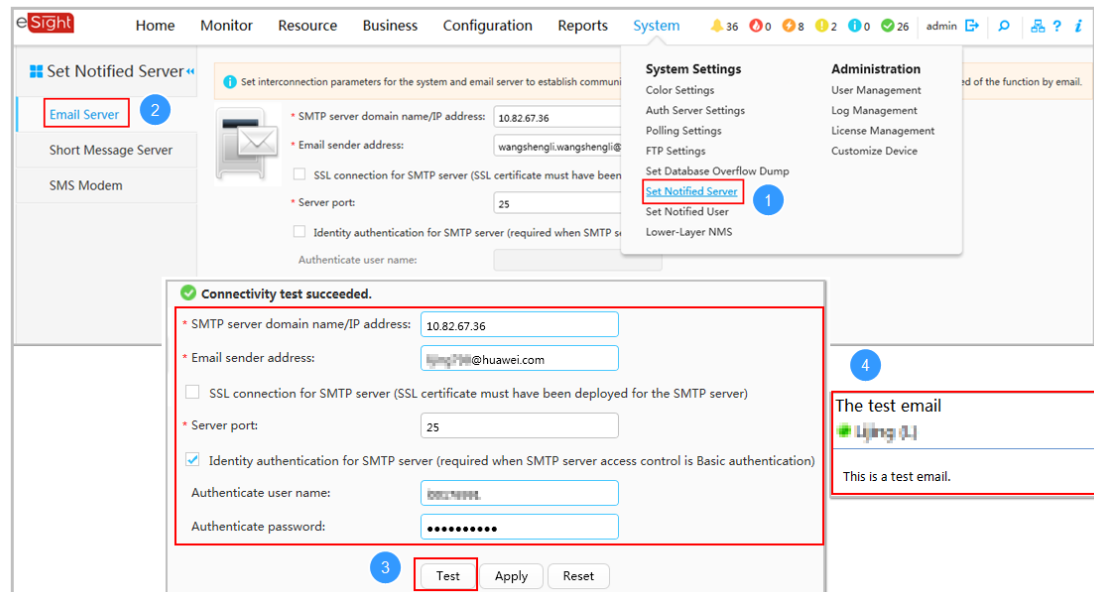 eSight Home Monitor Resource Business Configuration Reports System 36 0 8 2 0 26 admin ? i
Set Notified Server
Email Server 2
Short Message Server
SMS Modem
Set interconnection parameters for the system and email server to establish communi
ed of the function by email.
* SMTP server domain name/IP address: 10.82.67.36
* Email sender address: wangshengli.wangshengli@
SSL connection for SMTP server (SSL certificate must have been
* Server port: 25
Identity authentication for SMTP server (required when SMTP s
Authenticate user name:
System Settings
Color Settings
Auth Server Settings
Polling Settings
FTP Settings
Set Database Overflow Dump
Set Notified Server 1
Set Notified User
Lower-Layer NMS
Administration
User Management
Log Management
License Management
Customize Device
Connectivity test succeeded.
* SMTP server domain name/IP address: 10.82.67.36
* Email sender address: @huawei.com
SSL connection for SMTP server (SSL certificate must have been deployed for the SMTP server)
* Server port: 25
Identity authentication for SMTP server (required when SMTP server access control is Basic authentication)
Authenticate user name:
Authenticate password: ••••••••••
3 Test Apply Reset
4
The test email
This is a test email.